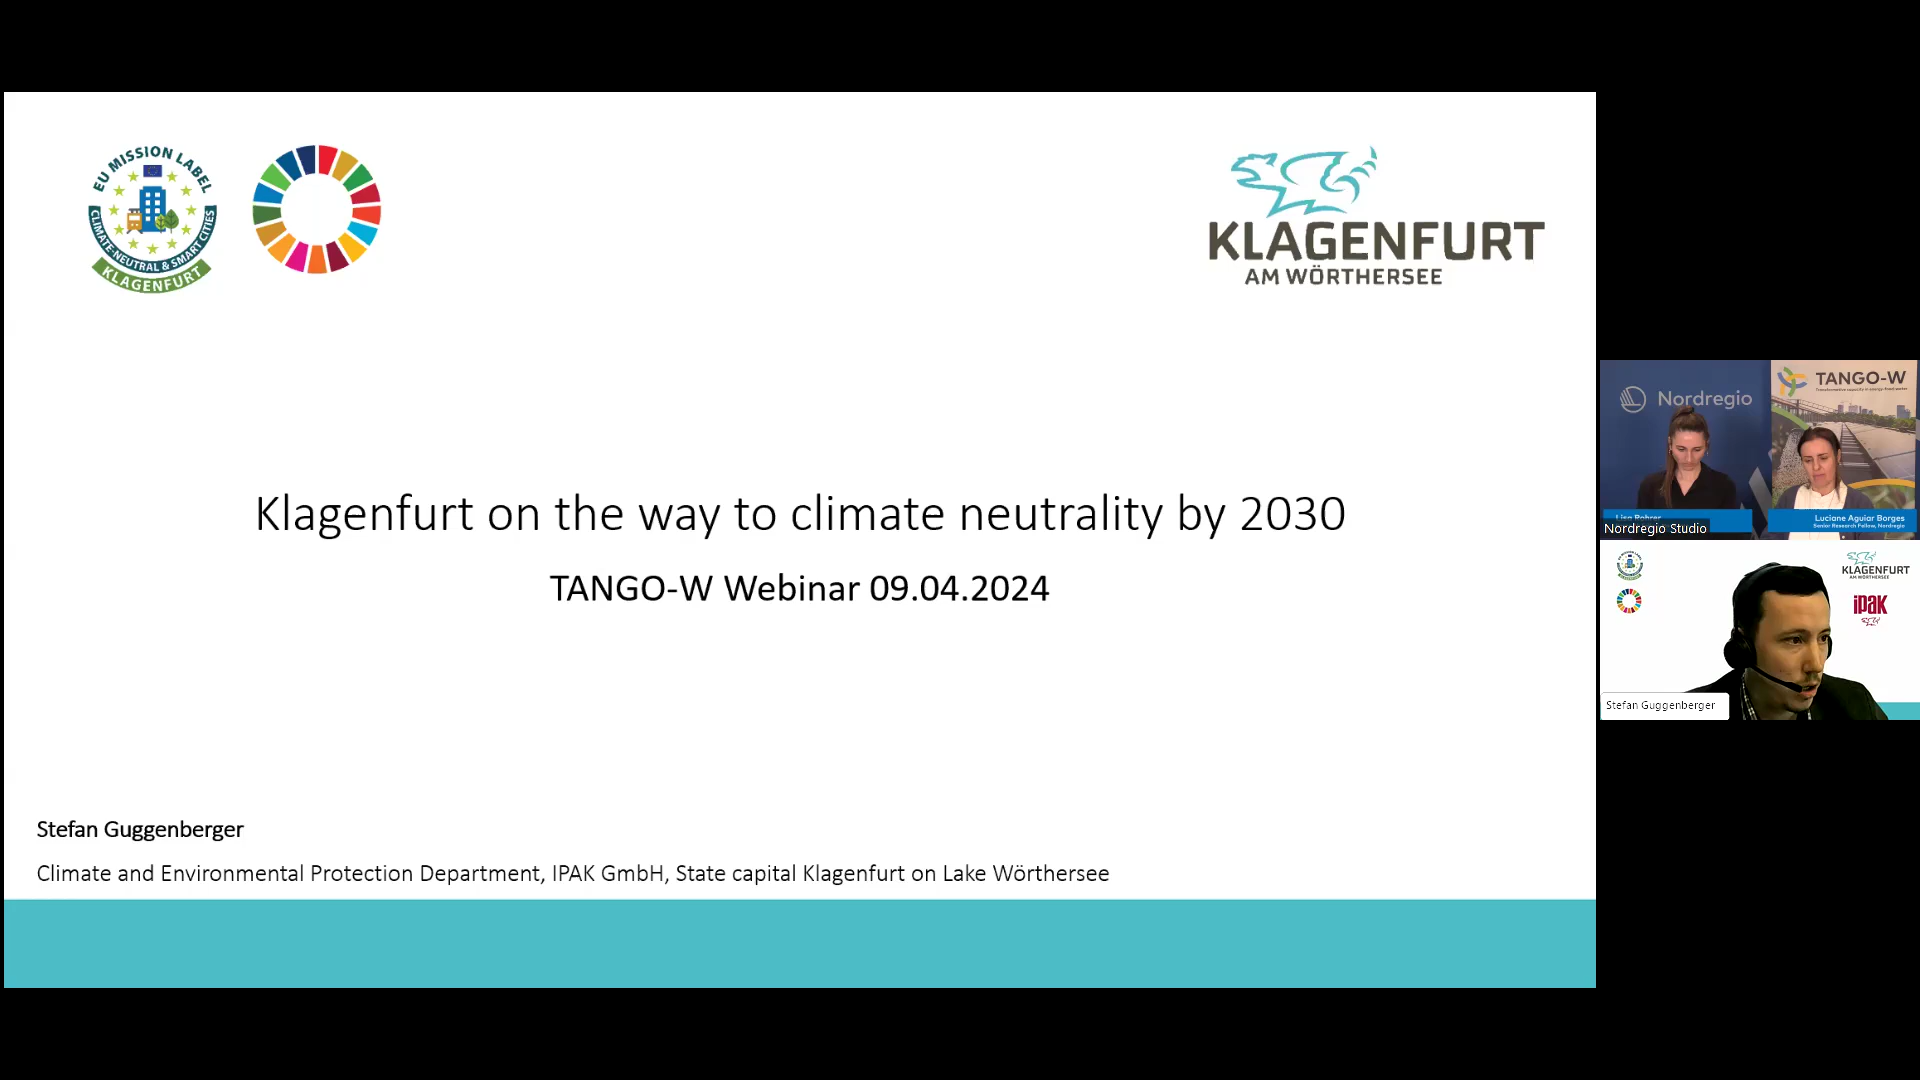 EU MISSION LABEL
CLIMATE-NEUTRAL & SMART CITIES
KLAGENFURT
KLAGENFURT
AM WÖRTHERSEE
Klagenfurt on the way to climate neutrality by 2030
TANGO-W Webinar 09.04.2024
Stefan Guggenberger
Climate and Environmental Protection Department, IPAK GmbH, State capital Klagenfurt on Lake Wörthersee
Nordregio
TANGO-W
Luciane Aguiar Borges
Senior Research Fellow, Nordregio
Nordregio Studio
KLAGENFURT
AM WÖRTHERSEE
ipak
Stefan Guggenberger